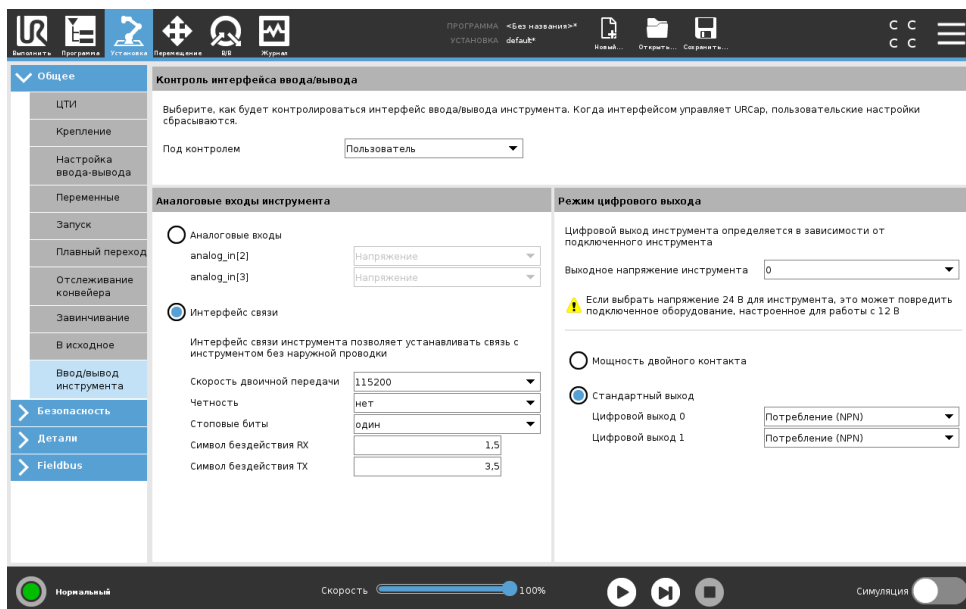 UR
ПРОГРАММА <Без названия>*
УСТАНОВКА default*
Выполнить Программа Установка Перемещение В/В Журнал Новый... Открыть... Сохранить...
C C
C C
Общее
ЦТИ
Крепление
Настройка
ввода-вывода
Переменные
Запуск
Плавный переход
Отслеживание
конвейера
Завинчивание
В исходное
Ввод/вывод
инструмента
Безопасность
Детали
Fieldbus
Контроль интерфейса ввода/вывода
Выберите, как будет контролироваться интерфейс ввода/вывода инструмента. Когда интерфейсом управляет URCap, пользовательские настройки
сбрасываются.
Под контролем Пользователь
Аналоговые входы инструмента
Аналоговые входы
analog_in[2] Напряжение
analog_in[3] Напряжение
Интерфейс связи
Интерфейс связи инструмента позволяет устанавливать связь с
инструментом без наружной проводки
Скорость двоичной передачи 115200
Четность нет
Стоповые биты один
Символ бездействия RX 1,5
Символ бездействия TX 3,5
Режим цифрового выхода
Цифровой выход инструмента определяется в зависимости от
подключенного инструмента
Выходное напряжение инструмента 0
Если выбрать напряжение 24 В для инструмента, это может повредить
подключенное оборудование, настроенное для работы с 12 В
Мощность двойного контакта
Стандартный выход
Цифровой выход 0 Потребление (NPN)
Цифровой выход 1 Потребление (NPN)
Нормальный Скорость 100% Симуляция